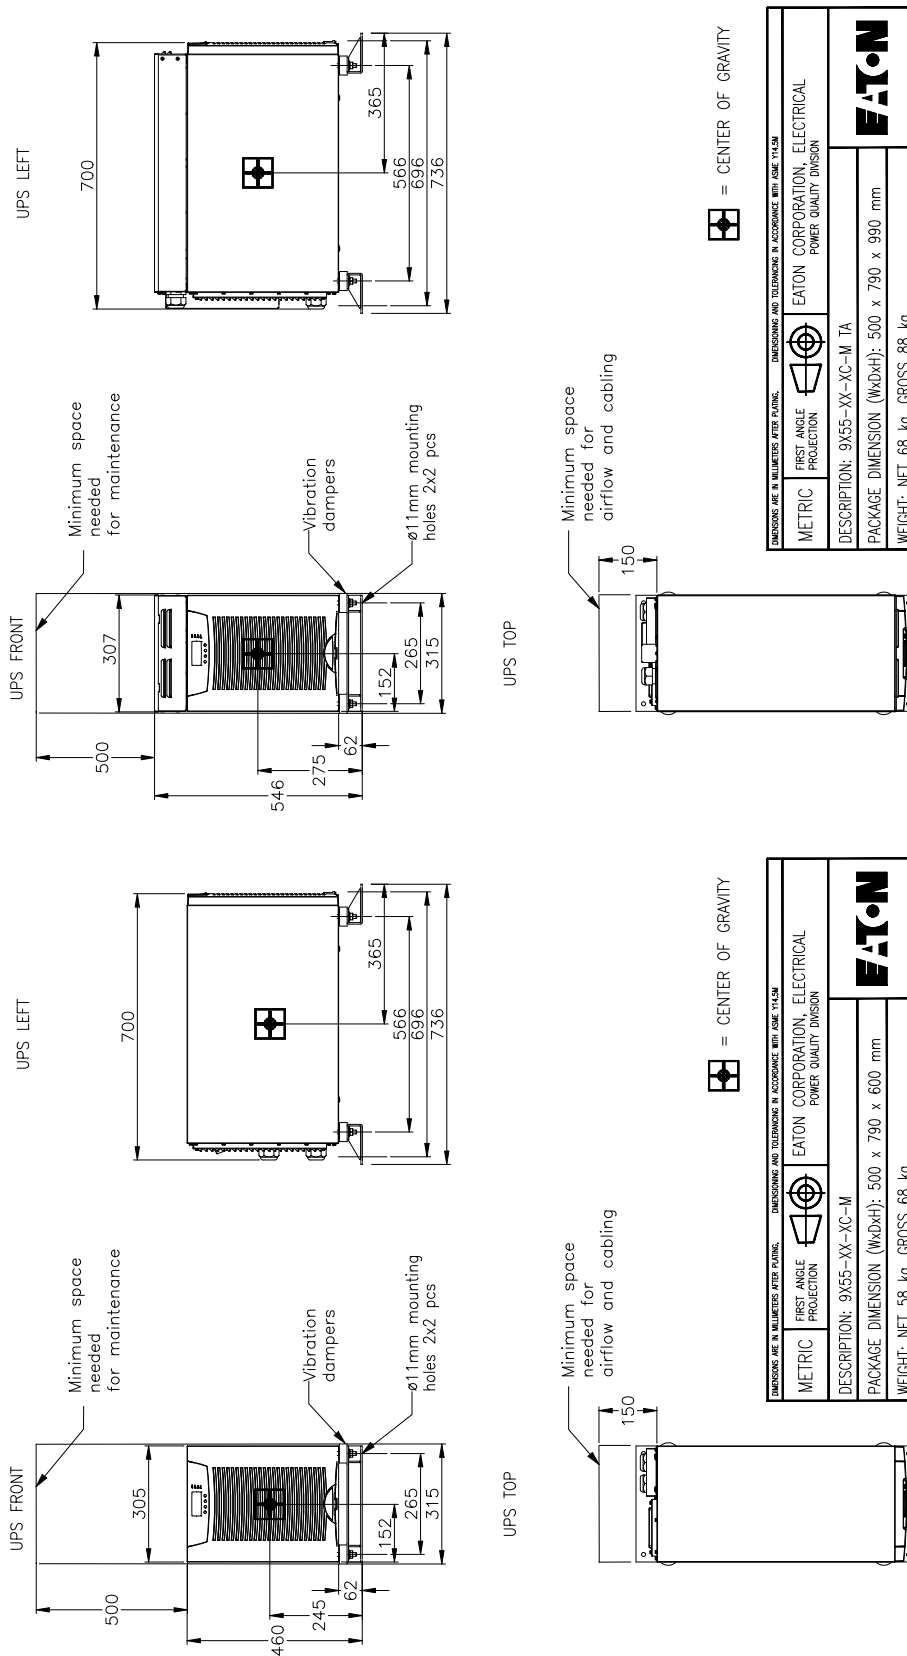 UPS FRONT
500
Minimum space
needed
for maintenance
305
460
245
62
152
265
315
Vibration
dampers
ø11mm mounting
holes 2x2 pcs
UPS LEFT
700
365
566
696
736
UPS TOP
150
Minimum space
needed for
airflow and cabling
= CENTER OF GRAVITY
DIMENSIONS ARE IN MILLIMETERS AFTER PLATING. DIMENSIONING AND TOLERANCING IN ACCORDANCE WITH ASME Y14.5M
METRIC
FIRST ANGLE
PROJECTION
EATON CORPORATION, ELECTRICAL
POWER QUALITY DIVISION
DESCRIPTION: 9X55-XX-XC-M
EATON
PACKAGE DIMENSION (WxDxH): 500 x 790 x 600 mm
WEIGHT: NET 58 kg, GROSS 68 kg
UPS FRONT
500
Minimum space
needed
for maintenance
307
546
275
62
152
265
315
Vibration
dampers
ø11mm mounting
holes 2x2 pcs
UPS LEFT
700
365
566
696
736
UPS TOP
150
Minimum space
needed for
airflow and cabling
= CENTER OF GRAVITY
DIMENSIONS ARE IN MILLIMETERS AFTER PLATING. DIMENSIONING AND TOLERANCING IN ACCORDANCE WITH ASME Y14.5M
METRIC
FIRST ANGLE
PROJECTION
EATON CORPORATION, ELECTRICAL
POWER QUALITY DIVISION
DESCRIPTION: 9X55-XX-XC-M TA
EATON
PACKAGE DIMENSION (WxDxH): 500 x 790 x 990 mm
WEIGHT: NET 68 kg, GROSS 88 kg